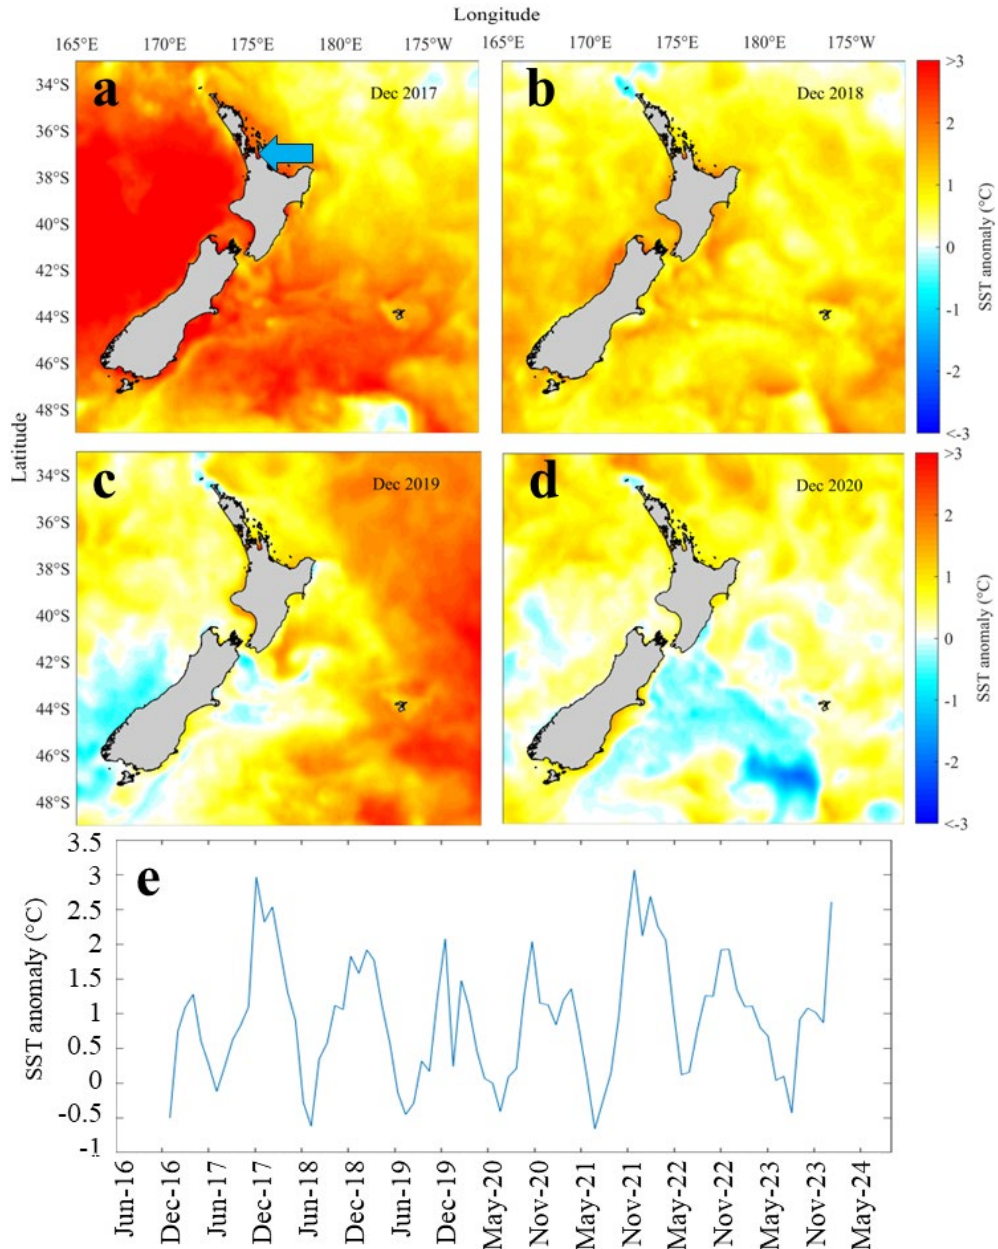 Longitude
165°E 170°E 175°E 180°E 175°W 165°E 170°E 175°E 180°E 175°W
Latitude
a
Dec 2017
34°S
36°S
38°S
40°S
42°S
44°S
46°S
48°S
b
Dec 2018
>3
2
1
0
-1
-2
<-3
SST anomaly (°C)
c
Dec 2019
34°S
36°S
38°S
40°S
42°S
44°S
46°S
48°S
d
Dec 2020
>3
2
1
0
-1
-2
<-3
SST anomaly (°C)
e
SST anomaly (°C)
3.5
3
2.5
2
1.5
1
0.5
0
-0.5
-1
Jun-16
Dec-16
Jun-17
Dec-17
Jun-18
Dec-18
Jun-19
Dec-19
May-20
Nov-20
May-21
Nov-21
May-22
Nov-22
May-23
Nov-23
May-24